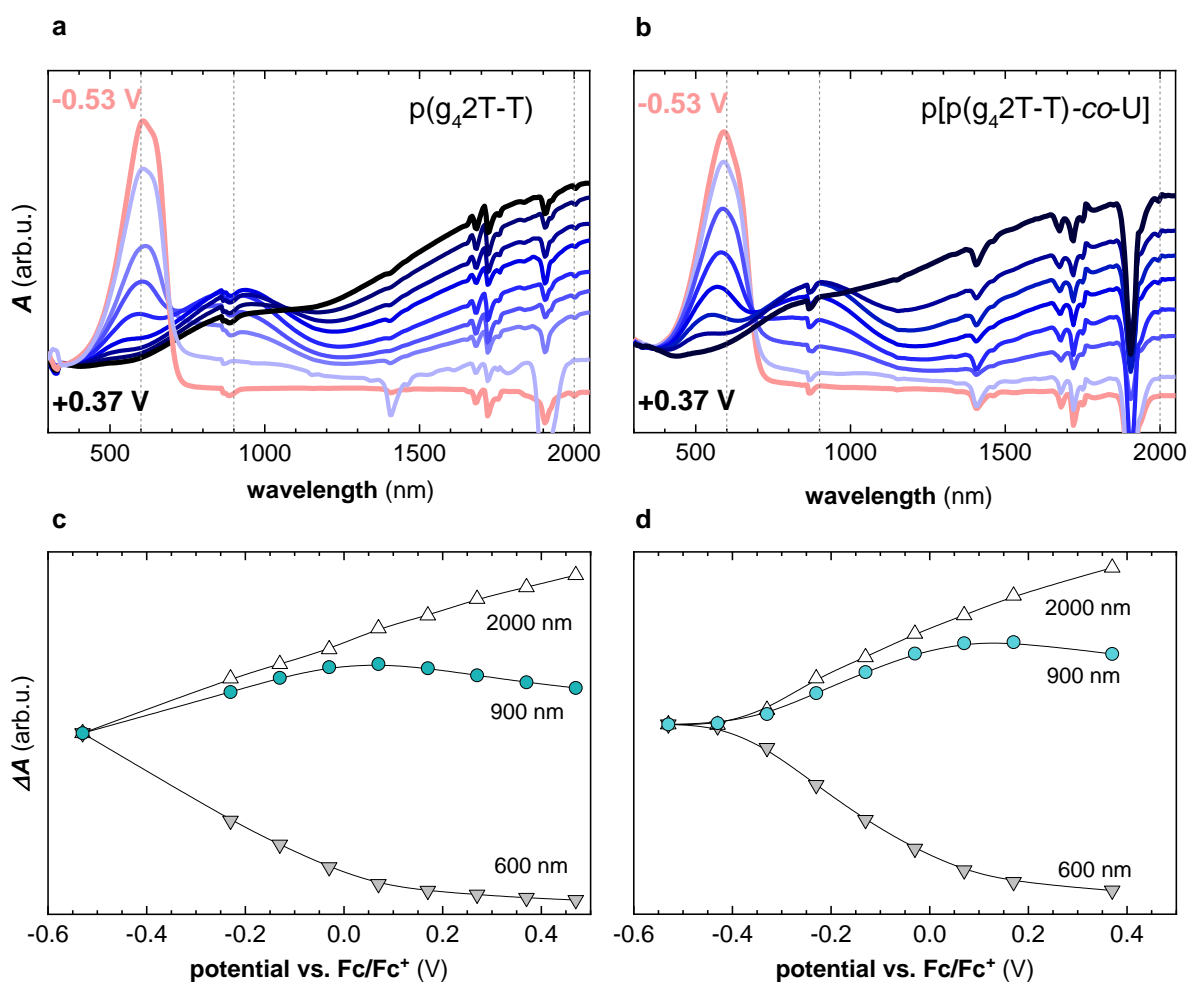 a
b
-0.53 V
p(g₄2T-T)
-0.53 V
p[p(g₄2T-T)-co-U]
A (arb.u.)
+0.37 V
+0.37 V
500 1000 1500 2000
500 1000 1500 2000
wavelength (nm)
wavelength (nm)
c
d
2000 nm
900 nm
600 nm
2000 nm
900 nm
600 nm
ΔA (arb.u.)
-0.6 -0.4 -0.2 0.0 0.2 0.4
-0.6 -0.4 -0.2 0.0 0.2 0.4
potential vs. Fc/Fc⁺ (V)
potential vs. Fc/Fc⁺ (V)